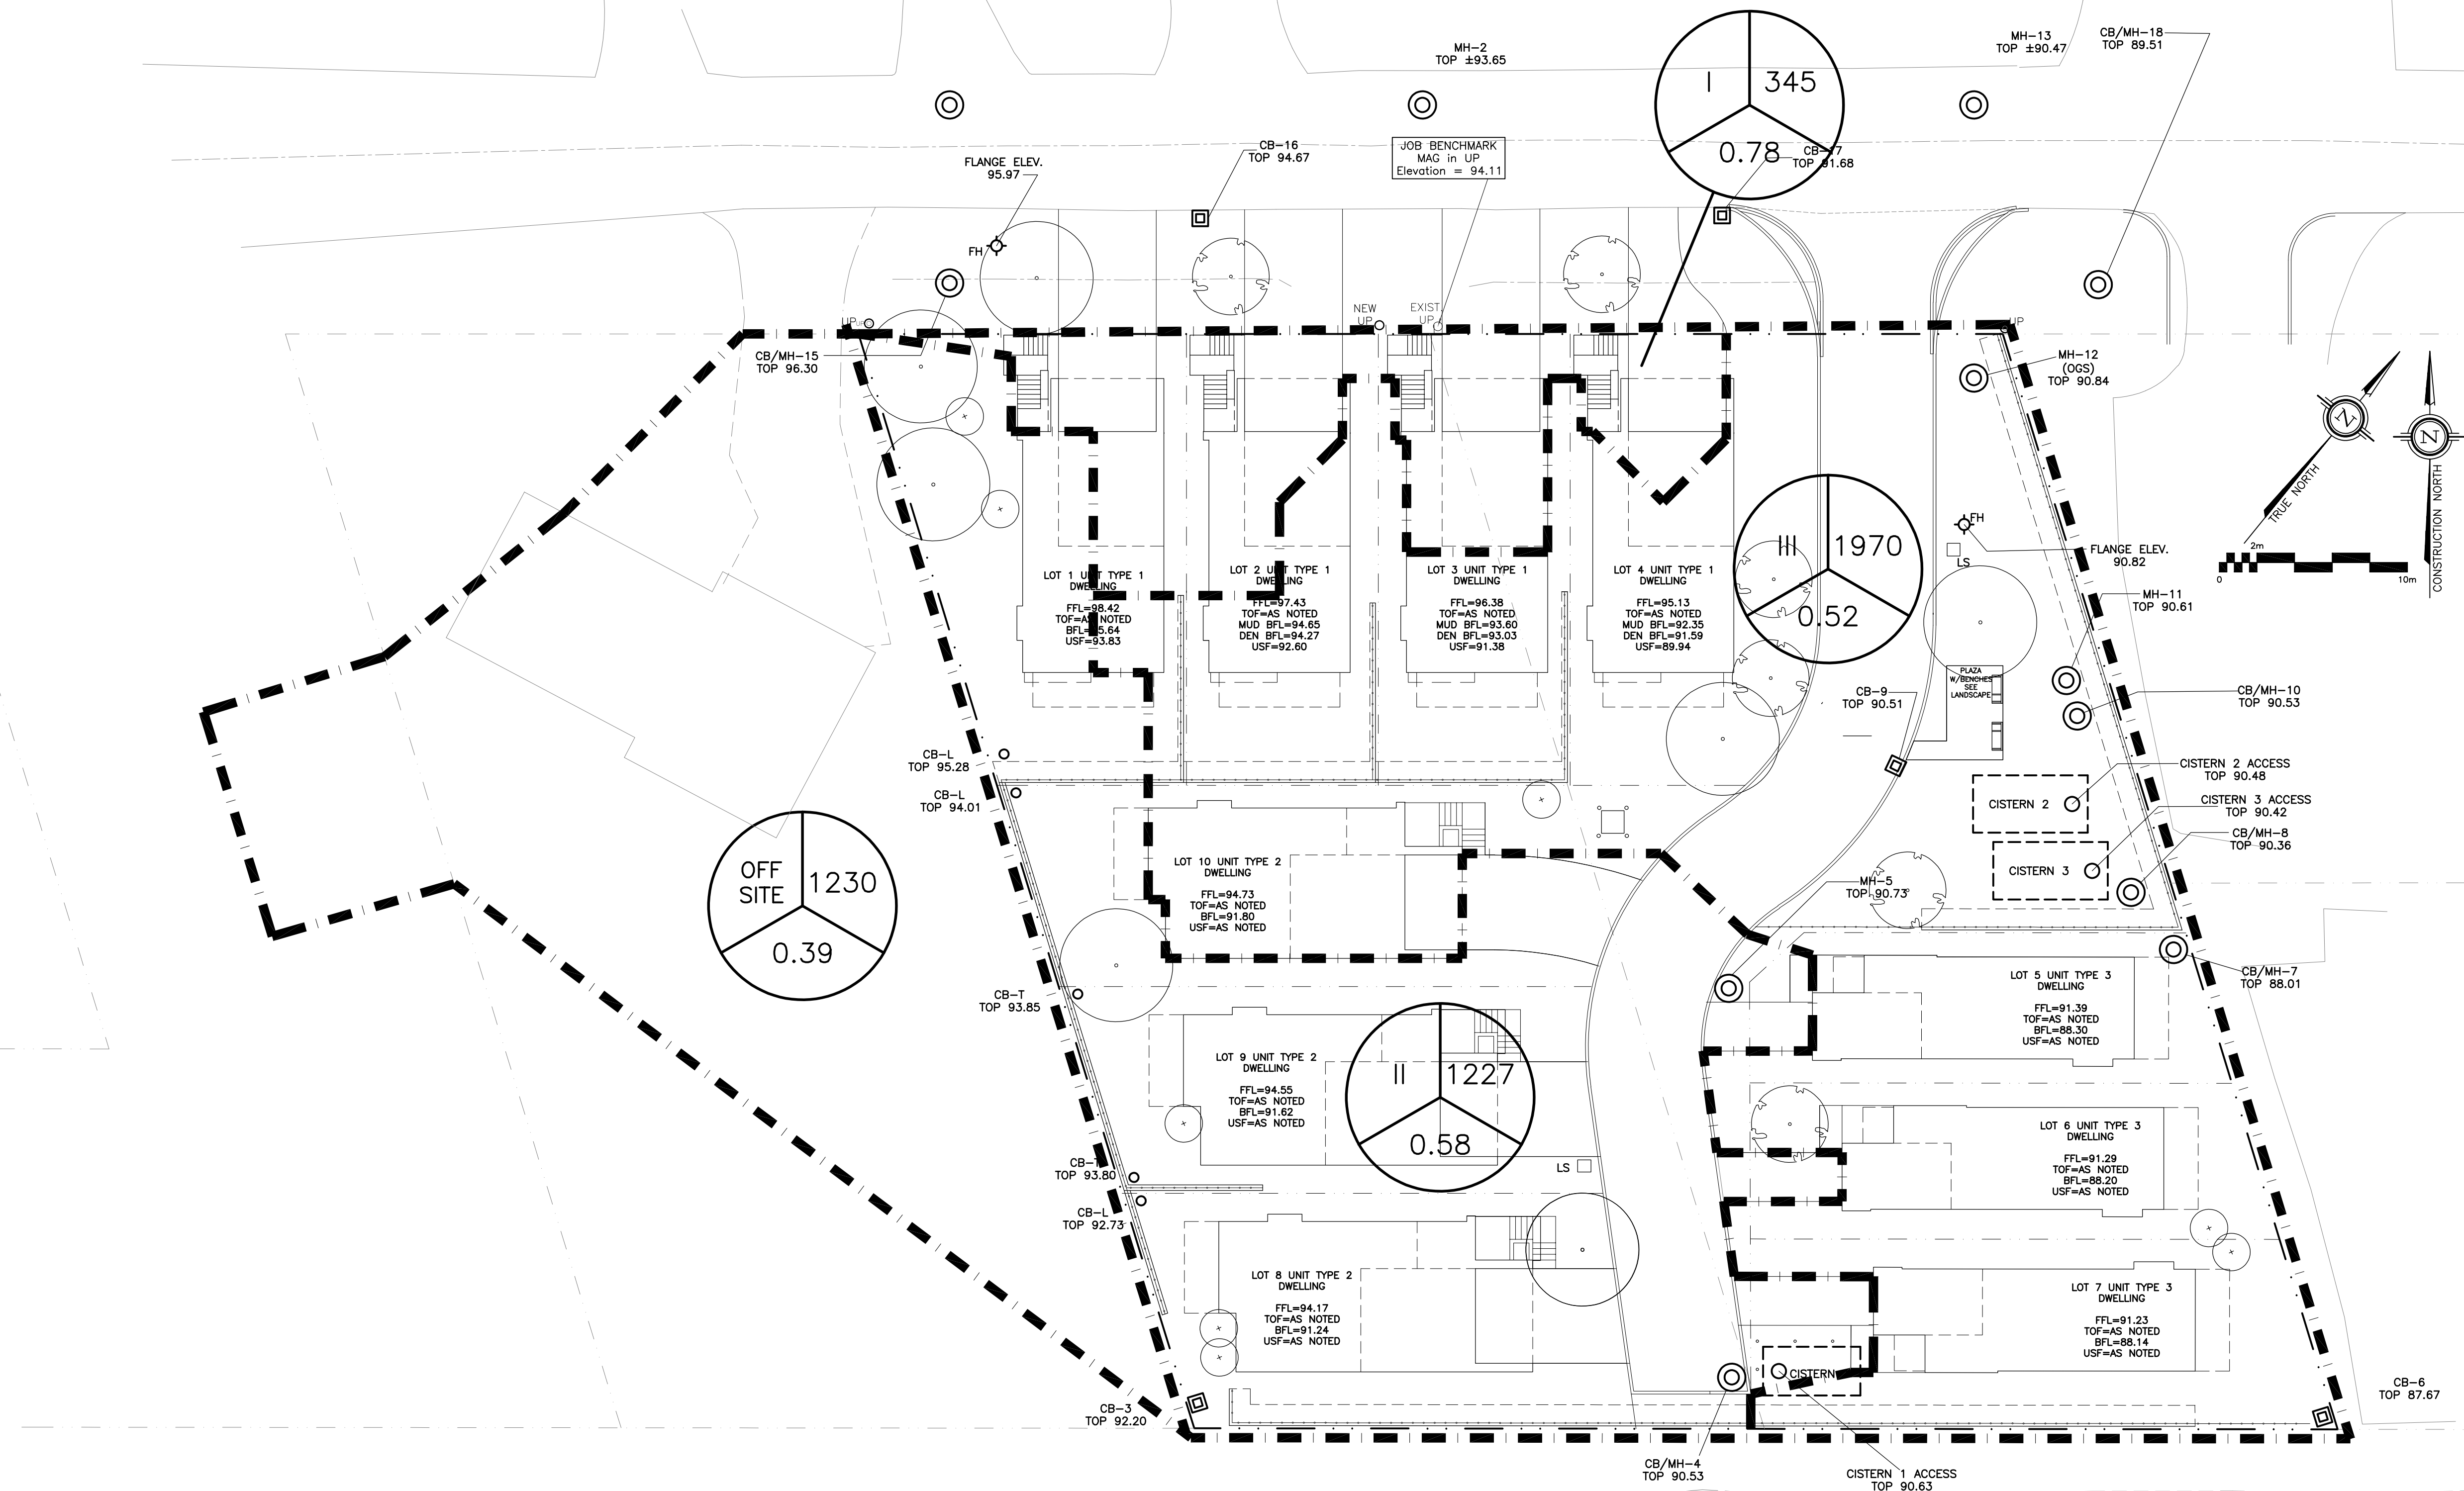 MH-2
TOP ±93.65
MH-13
TOP ±90.47
CB/MH-18
TOP 89.51
I
345
0.78
CB-16
TOP 94.67
JOB BENCHMARK
MAG in UP
Elevation = 94.11
CB-17
TOP 91.68
FLANGE ELEV.
95.97
FH
UP
NEW
UP
EXIST.
UP
UP
CB/MH-15
TOP 96.30
MH-12
(OGS)
TOP 90.84
N
TRUE NORTH
N
CONSTRUCTION NORTH
2m
0
10m
III
1970
0.52
FH
LS
FLANGE ELEV.
90.82
MH-11
TOP 90.61
LOT 1 UNIT TYPE 1
DWELLING
FFL=98.42
TOF=AS NOTED
BFL=95.64
USF=93.83
LOT 2 UNIT TYPE 1
DWELLING
FFL=97.43
TOF=AS NOTED
MUD BFL=94.65
DEN BFL=94.27
USF=92.60
LOT 3 UNIT TYPE 1
DWELLING
FFL=96.38
TOF=AS NOTED
MUD BFL=93.60
DEN BFL=93.03
USF=91.38
LOT 4 UNIT TYPE 1
DWELLING
FFL=95.13
TOF=AS NOTED
MUD BFL=92.35
DEN BFL=91.59
USF=89.94
PLAZA
W/BENCHES
SEE
LANDSCAPE
CB-9
TOP 90.51
CB/MH-10
TOP 90.53
CB-L
TOP 95.28
CB-L
TOP 94.01
CISTERN 2
CISTERN 2 ACCESS
TOP 90.48
CISTERN 3 ACCESS
TOP 90.42
CISTERN 3
CB/MH-8
TOP 90.36
OFF
SITE
1230
0.39
LOT 10 UNIT TYPE 2
DWELLING
FFL=94.73
TOF=AS NOTED
BFL=91.80
USF=AS NOTED
MH-5
TOP 90.73
CB-T
TOP 93.85
LOT 5 UNIT TYPE 3
DWELLING
FFL=91.39
TOF=AS NOTED
BFL=88.30
USF=AS NOTED
CB/MH-7
TOP 88.01
LOT 9 UNIT TYPE 2
DWELLING
FFL=94.55
TOF=AS NOTED
BFL=91.62
USF=AS NOTED
II
1227
0.58
LS
LOT 6 UNIT TYPE 3
DWELLING
FFL=91.29
TOF=AS NOTED
BFL=88.20
USF=AS NOTED
CB-T
TOP 93.80
CB-L
TOP 92.73
LOT 8 UNIT TYPE 2
DWELLING
FFL=94.17
TOF=AS NOTED
BFL=91.24
USF=AS NOTED
LOT 7 UNIT TYPE 3
DWELLING
FFL=91.23
TOF=AS NOTED
BFL=88.14
USF=AS NOTED
CISTERN
CB-3
TOP 92.20
CB-6
TOP 87.67
CB/MH-4
TOP 90.53
CISTERN 1 ACCESS
TOP 90.63